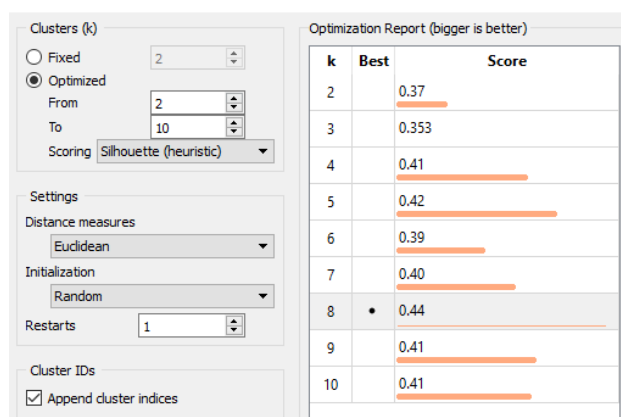 Clusters (k)
Fixed 2
Optimized
From 2
To 10
Scoring Silhouette (heuristic)
Settings
Distance measures
Euclidean
Initialization
Random
Restarts 1
Cluster IDs
Append cluster indices
Optimization Report (bigger is better)
k Best Score
2 0.37
3 0.353
4 0.41
5 0.42
6 0.39
7 0.40
8 • 0.44
9 0.41
10 0.41